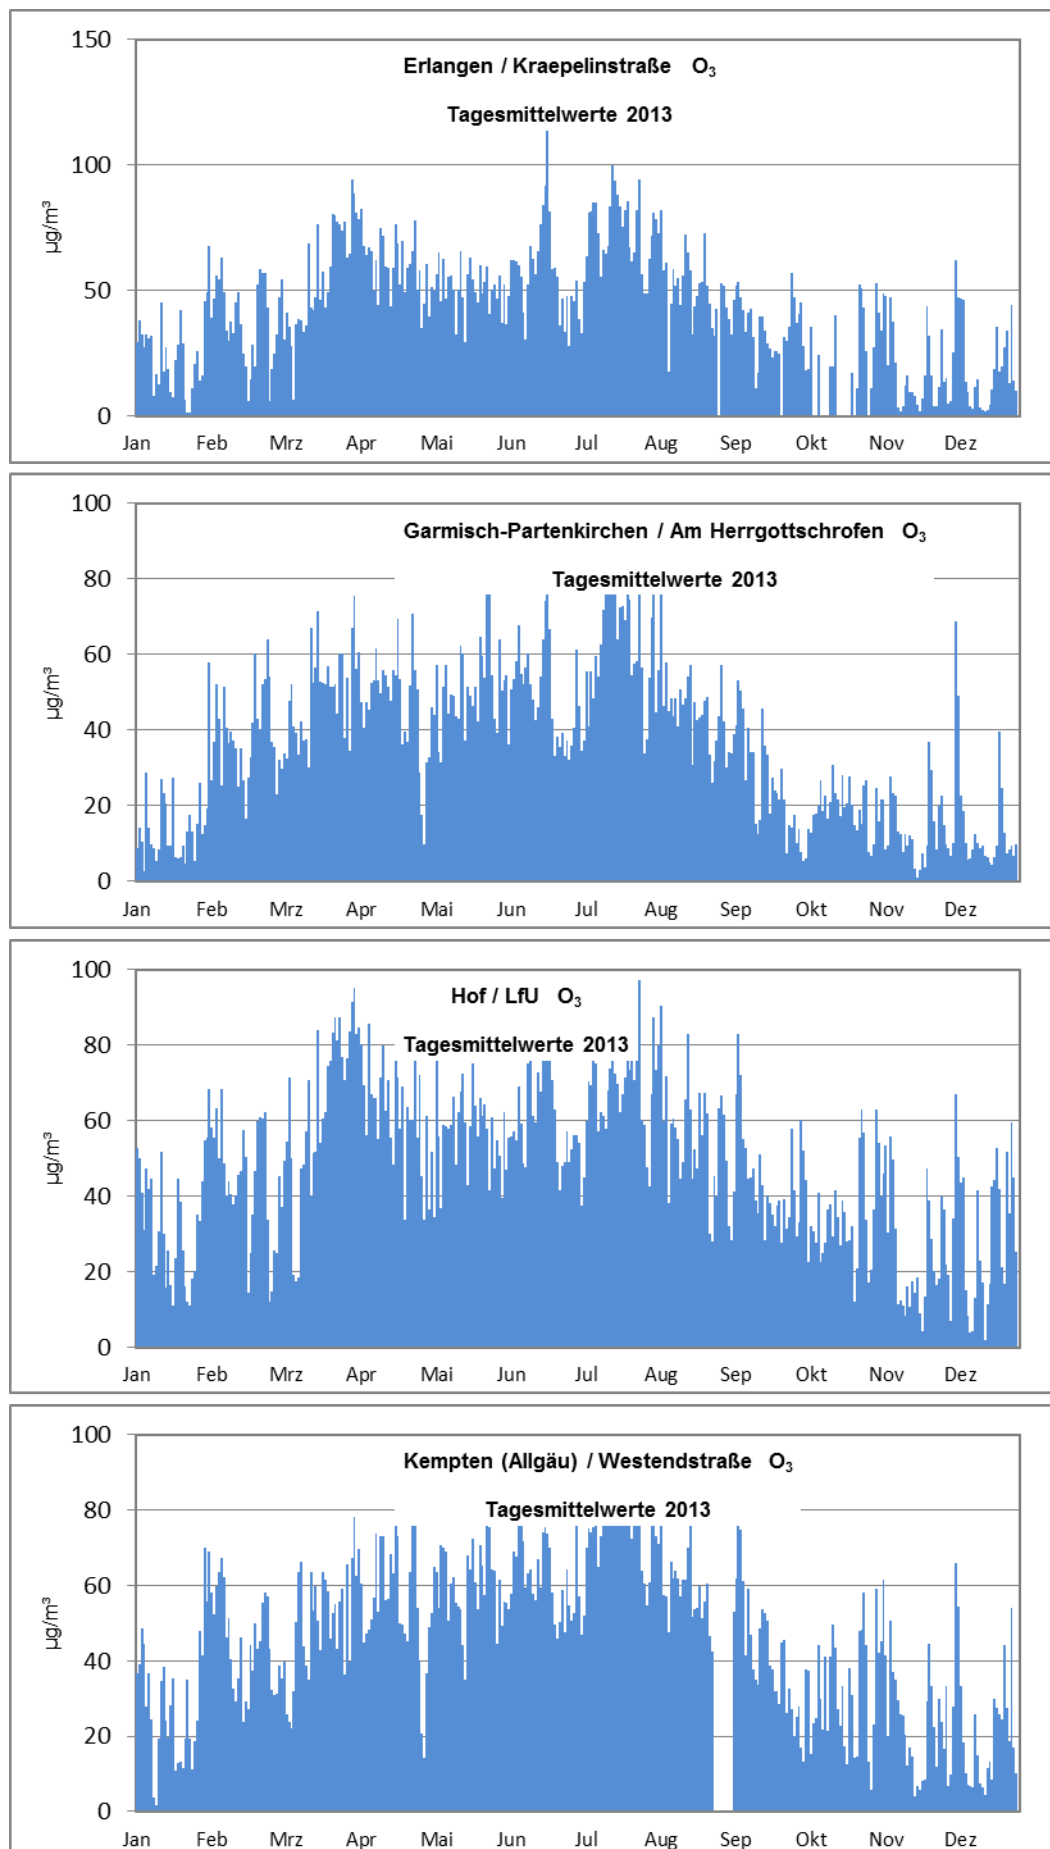 Erlangen / Kraepelinstraße O₃
Tagesmittelwerte 2013
µg/m³
150
100
50
0
Jan Feb Mrz Apr Mai Jun Jul Aug Sep Okt Nov Dez
Garmisch-Partenkirchen / Am Herrgottschrofen O₃
Tagesmittelwerte 2013
µg/m³
100
80
60
40
20
0
Jan Feb Mrz Apr Mai Jun Jul Aug Sep Okt Nov Dez
Hof / LfU O₃
Tagesmittelwerte 2013
µg/m³
100
80
60
40
20
0
Jan Feb Mrz Apr Mai Jun Jul Aug Sep Okt Nov Dez
Kempten (Allgäu) / Westendstraße O₃
Tagesmittelwerte 2013
µg/m³
100
80
60
40
20
0
Jan Feb Mrz Apr Mai Jun Jul Aug Sep Okt Nov Dez